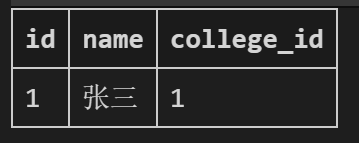 id name college_id
1 张三 1